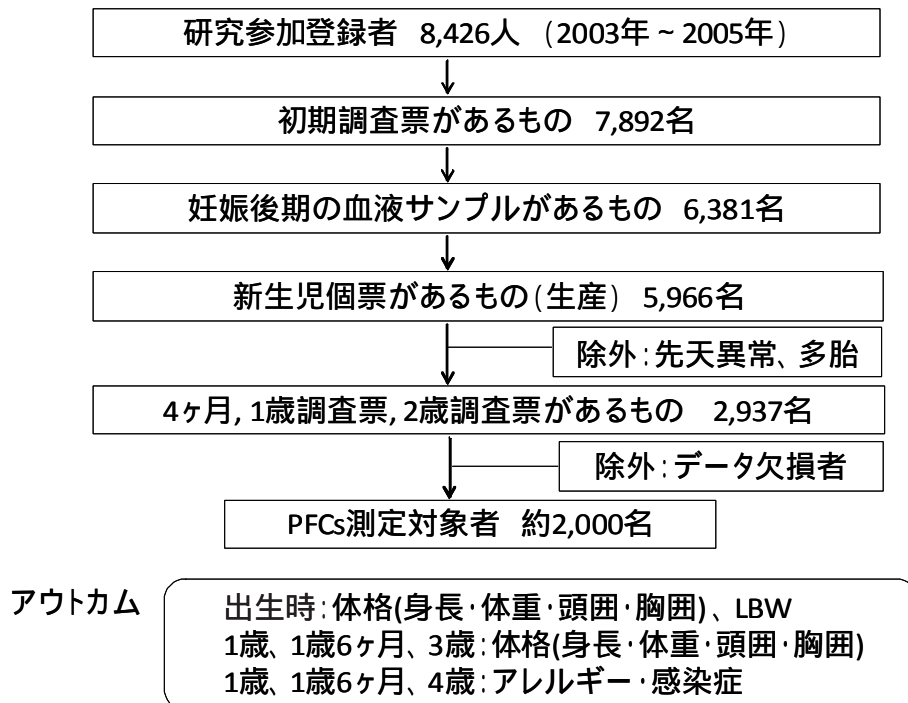 研究参加登録者 8,426人 (2003年~2005年)
初期調査票があるもの 7,892名
妊娠後期の血液サンプルがあるもの 6,381名
新生児個票があるもの(生産) 5,966名
除外:先天異常、多胎
4ヶ月, 1歳調査票, 2歳調査票があるもの 2,937名
除外:データ欠損者
PFCs測定対象者 約2,000名
アウトカム
出生時:体格(身長・体重・頭囲・胸囲)、LBW
1歳、1歳6ヶ月、3歳:体格(身長・体重・頭囲・胸囲)
1歳、1歳6ヶ月、4歳:アレルギー・感染症